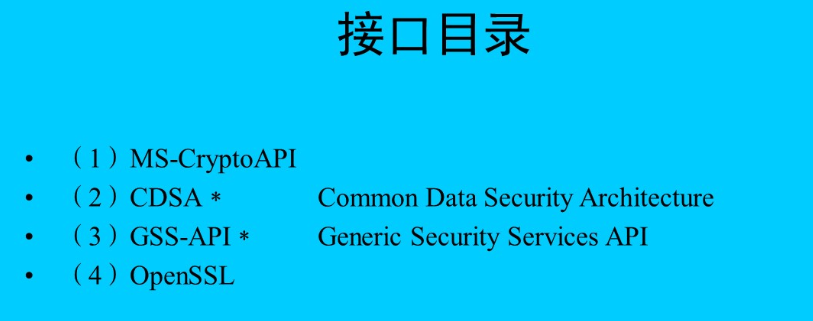 接口目录
• （1）MS-CryptoAPI
• （2）CDSA * Common Data Security Architecture
• （3）GSS-API * Generic Security Services API
• （4）OpenSSL